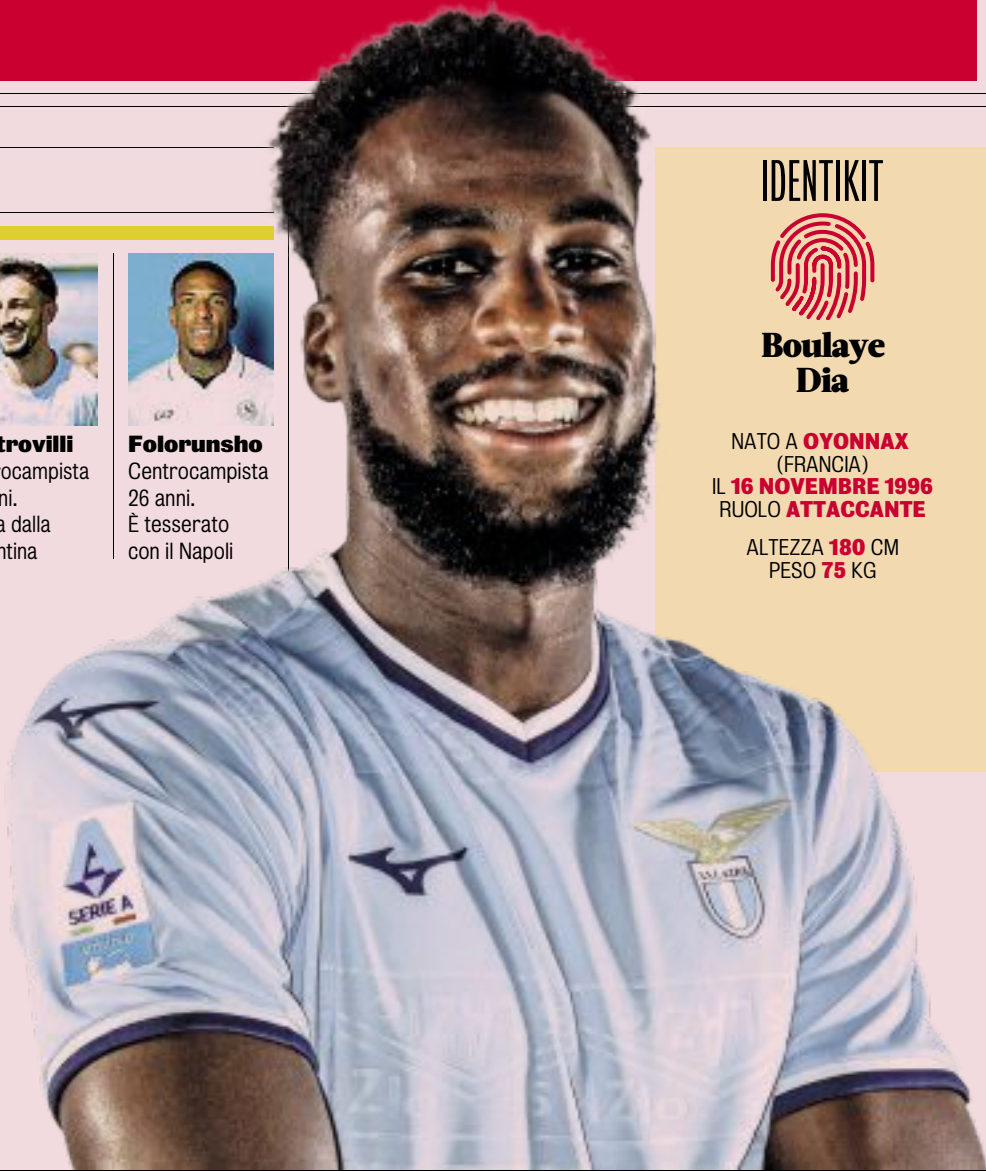 IDENTIKIT
Boulaye
Dia
NATO A OYONNAX
(FRANCIA)
IL 16 NOVEMBRE 1996
RUOLO ATTACCANTE
ALTEZZA 180 CM
PESO 75 KG
trovilli
ocampista
ni.
a dalla
ntina
Folorunsho
Centrocampista
26 anni.
È tesserato
con il Napoli
SERIE A